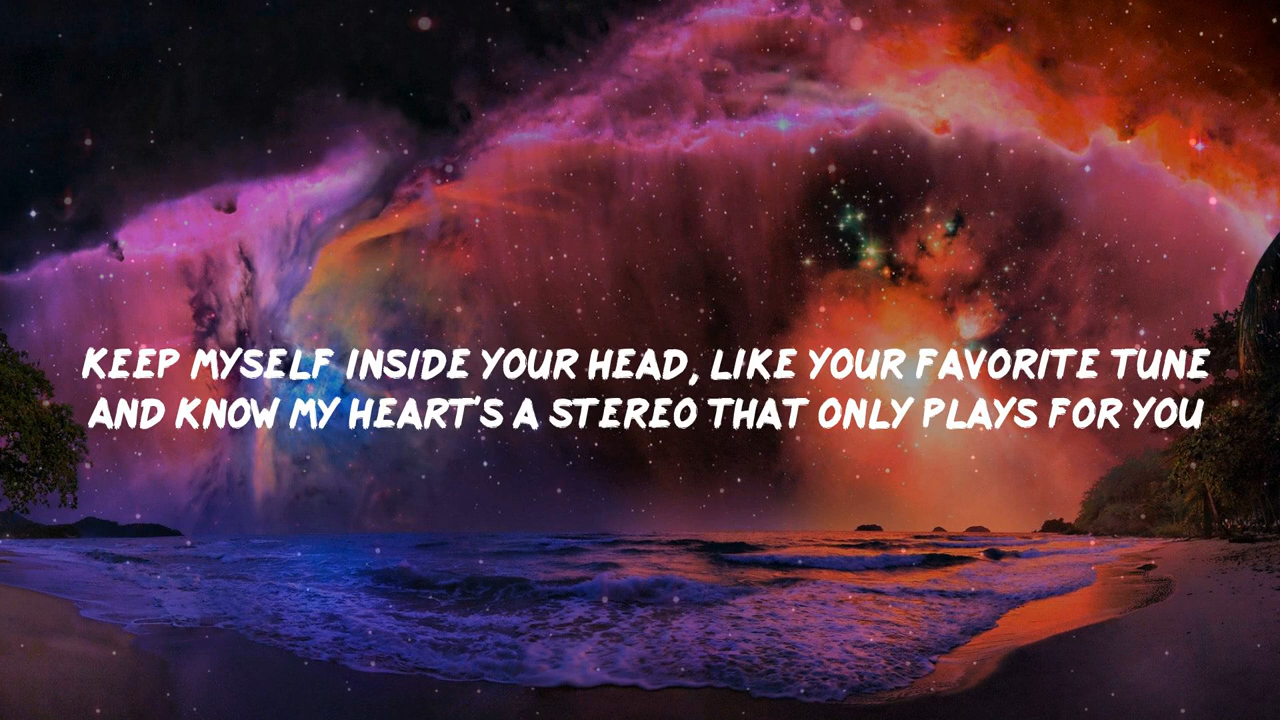 KEEP MYSELF INSIDE YOUR HEAD, LIKE YOUR FAVORITE TUNE
AND KNOW MY HEART'S A STEREO THAT ONLY PLAYS FOR YOU